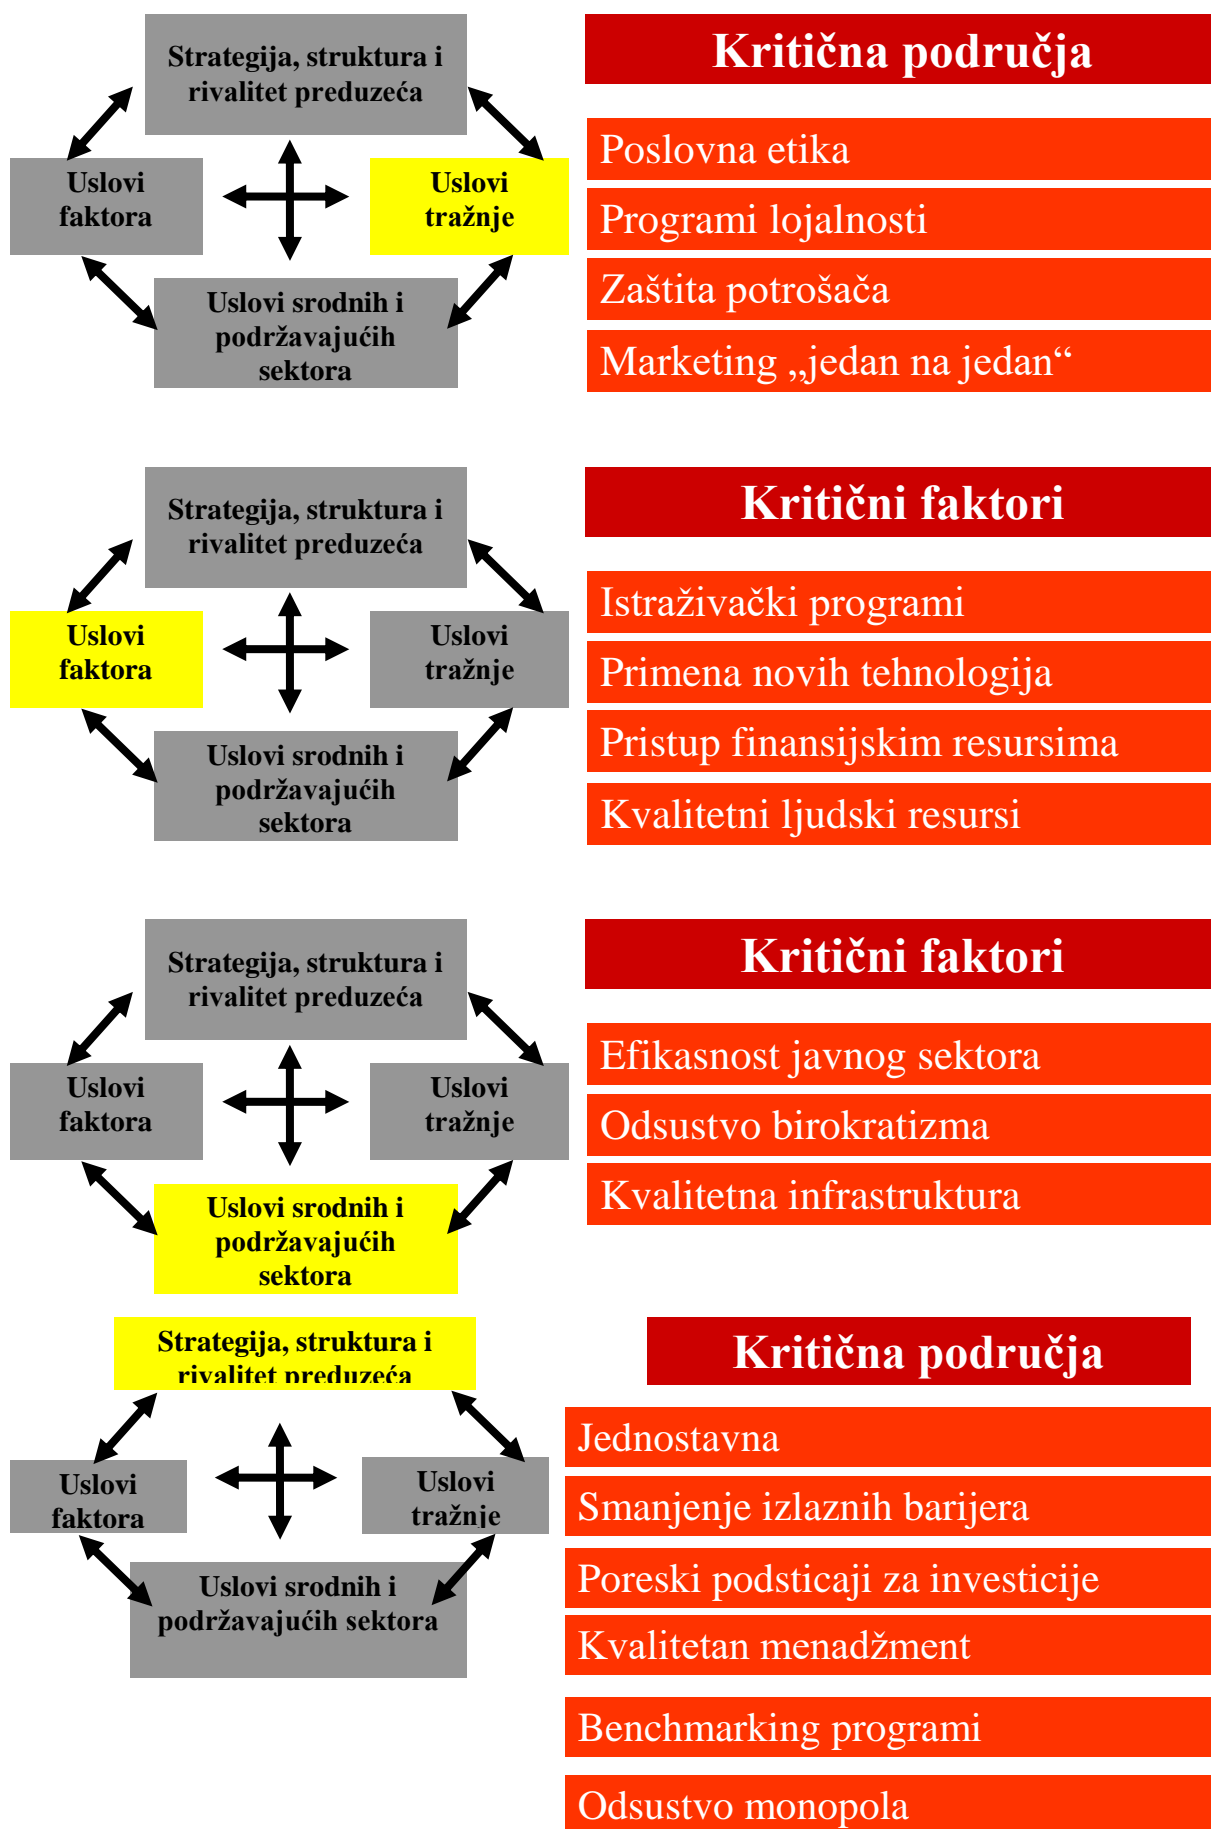 Strategija, struktura i
rivalitet preduzeća
Uslovi
faktora
Uslovi
tražnje
Uslovi srodnih i
podržavajućih
sektora
Kritična područja
Poslovna etika
Programi lojalnosti
Zaštita potrošača
Marketing „jedan na jedan“
Strategija, struktura i
rivalitet preduzeća
Uslovi
faktora
Uslovi
tražnje
Uslovi srodnih i
podržavajućih
sektora
Kritični faktori
Istraživački programi
Primena novih tehnologija
Pristup finansijskim resursima
Kvalitetni ljudski resursi
Strategija, struktura i
rivalitet preduzeća
Uslovi
faktora
Uslovi
tražnje
Uslovi srodnih i
podržavajućih
sektora
Kritični faktori
Efikasnost javnog sektora
Odsustvo birokratizma
Kvalitetna infrastruktura
Strategija, struktura i
rivalitet preduzeća
Uslovi
faktora
Uslovi
tražnje
Uslovi srodnih i
podržavajućih sektora
Kritična područja
Jednostavna
Smanjenje izlaznih barijera
Poreski podsticaji za investicije
Kvalitetan menadžment
Benchmarking programi
Odsustvo monopola